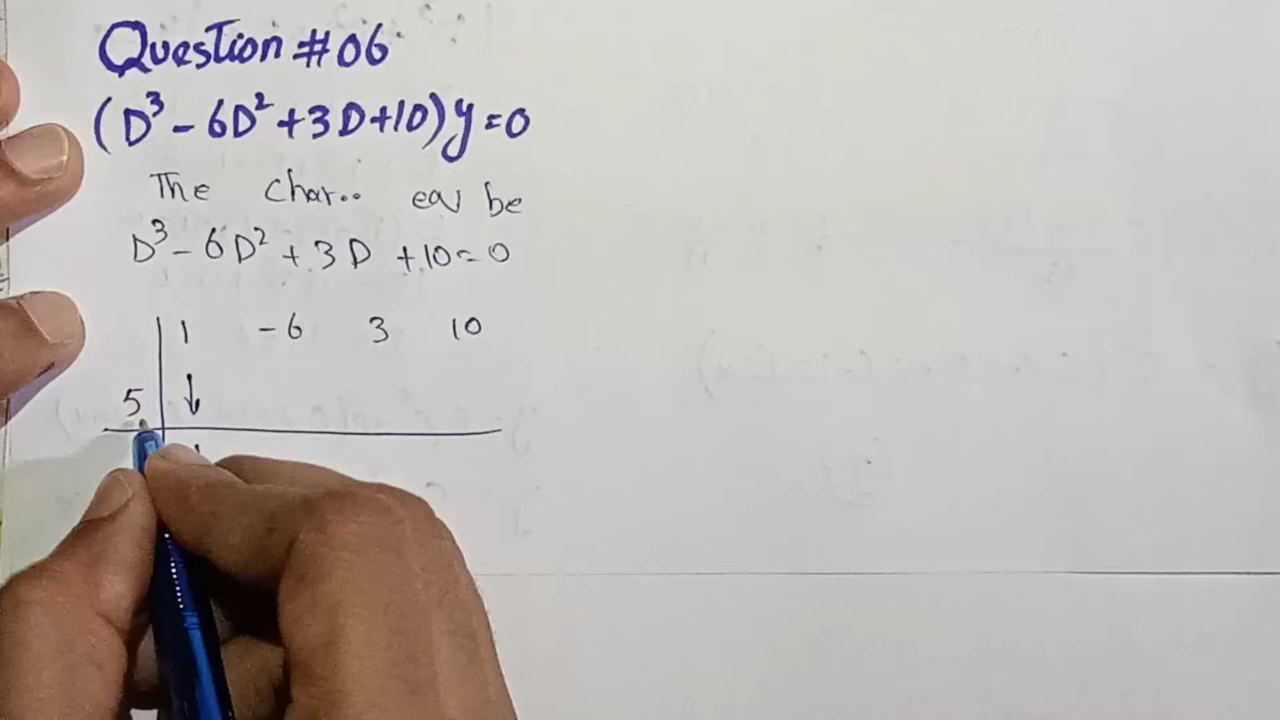 Question #06
(D³ - 6D² + 3D + 10)y = 0
The char.. eq be
D³ - 6D² + 3D + 10 = 0
1 -6 3 10
5 ↓